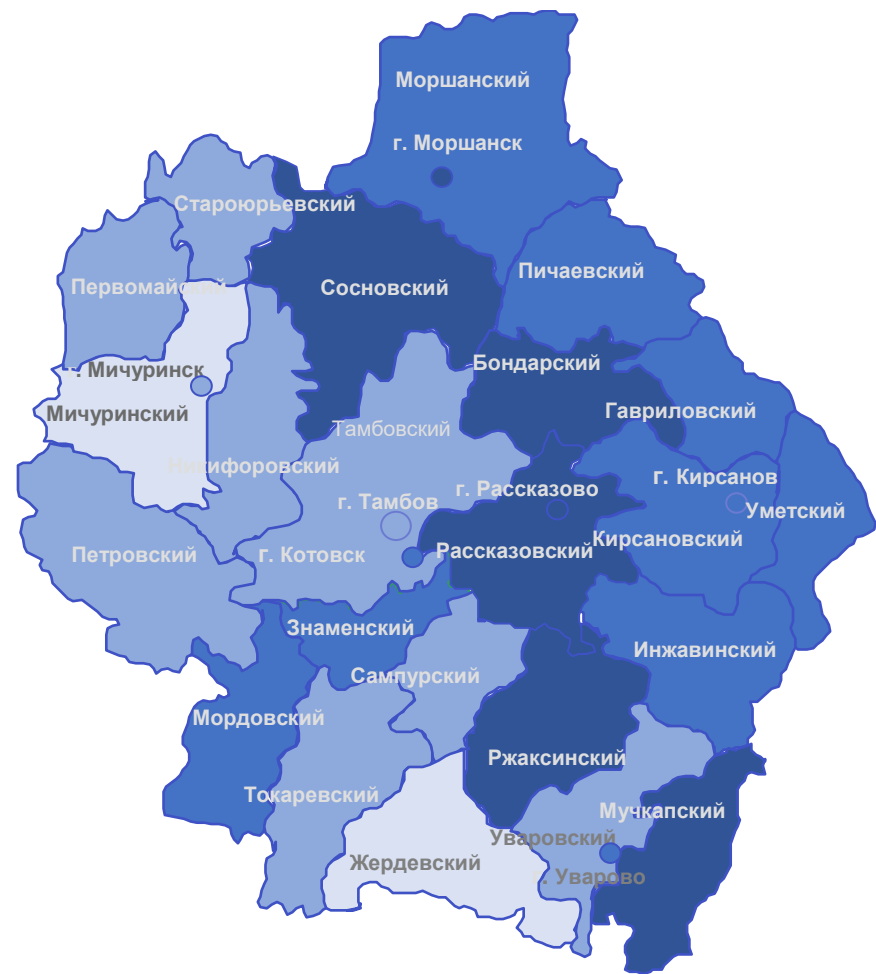 Моршанский
г. Моршанск
Староюрьевский
Пичаевский
Первомайский
Сосновский
Бондарский
г. Мичуринск
Мичуринский
Гавриловский
Тамбовский
Никифоровский
г. Кирсанов
г. Рассказово
г. Тамбов
Уметский
Кирсановский
Петровский
г. Котовск
Рассказовский
Знаменский
Инжавинский
Сампурский
Мордовский
Ржаксинский
Токаревский
Мучкапский
Уваровский
Жердевский
. Уварово